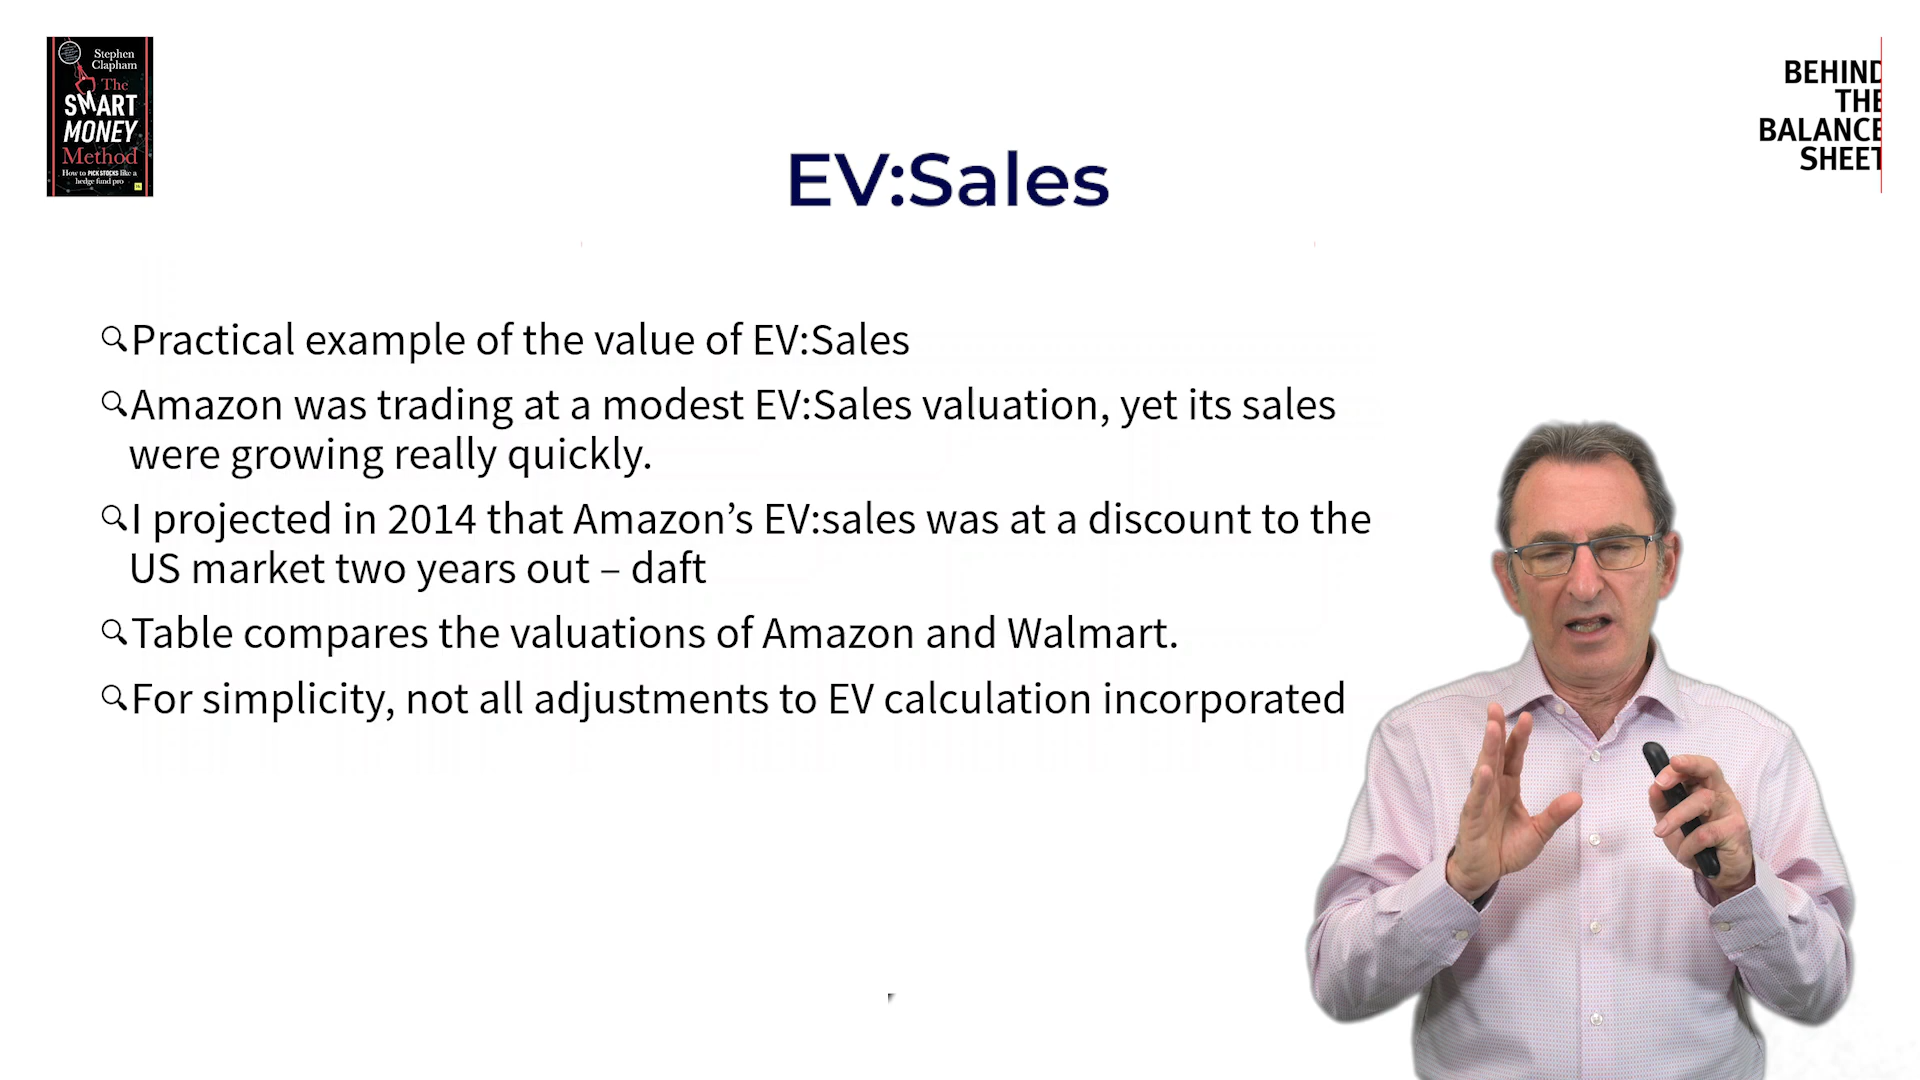 Stephen
Clapham
The
SMART
MONEY
Method
How to PICK STOCKS like a
hedge fund pro
BEHIND
THE
BALANCE
SHEET
EV:Sales
Practical example of the value of EV:Sales
Amazon was trading at a modest EV:Sales valuation, yet its sales
were growing really quickly.
I projected in 2014 that Amazon’s EV:sales was at a discount to the
US market two years out – daft
Table compares the valuations of Amazon and Walmart.
For simplicity, not all adjustments to EV calculation incorporated